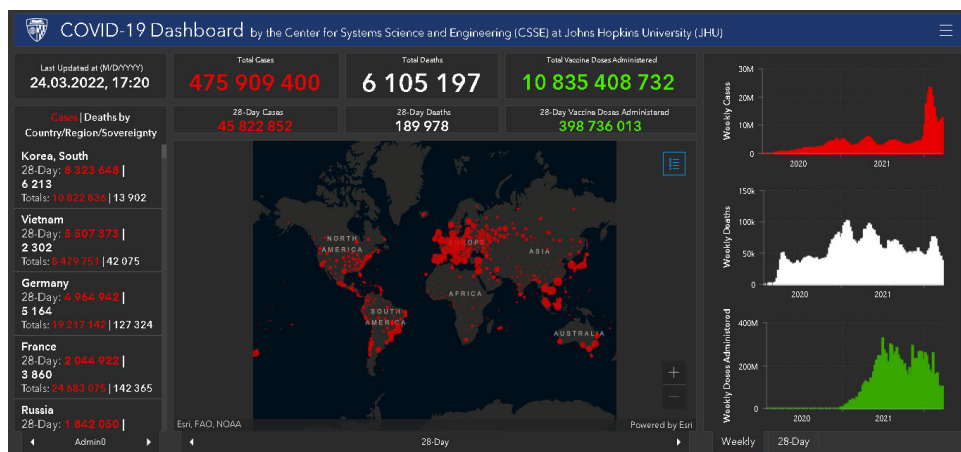 COVID-19 Dashboard by the Center for Systems Science and Engineering (CSSE) at Johns Hopkins University (JHU)
Last Updated at (M/D/YYYY)
24.03.2022, 17:20
Total Cases
475 909 400
Total Deaths
6 105 197
Total Vaccine Doses Administered
10 835 408 732
28-Day Cases
45 822 852
28-Day Deaths
189 978
28-Day Vaccine Doses Administered
398 736 013
Cases | Deaths by
Country/Region/Sovereignty
Korea, South
28-Day: 8 323 648 |
6 213
Totals: 10 822 836 | 13 902
Vietnam
28-Day: 5 507 373 |
2 302
Totals: 8 479 751 | 42 075
Germany
28-Day: 4 964 942 |
5 164
Totals: 19 217 142 | 127 324
France
28-Day: 2 044 922 |
3 860
Totals: 24 683 075 | 142 365
Russia
28-Day: 1 842 050 |
Admin0
NORTH
AMERICA
EUROPE
ASIA
AFRICA
SOUTH
AMERICA
AUSTRALIA
+
Esri, FAO, NOAA
Powered by Esri
28-Day
Weekly Cases
30M
20M
10M
0
2020
2021
Weekly Deaths
150k
100k
50k
0
2020
2021
Weekly Doses Administered
400M
200M
0
2020
2021
Weekly
28-Day